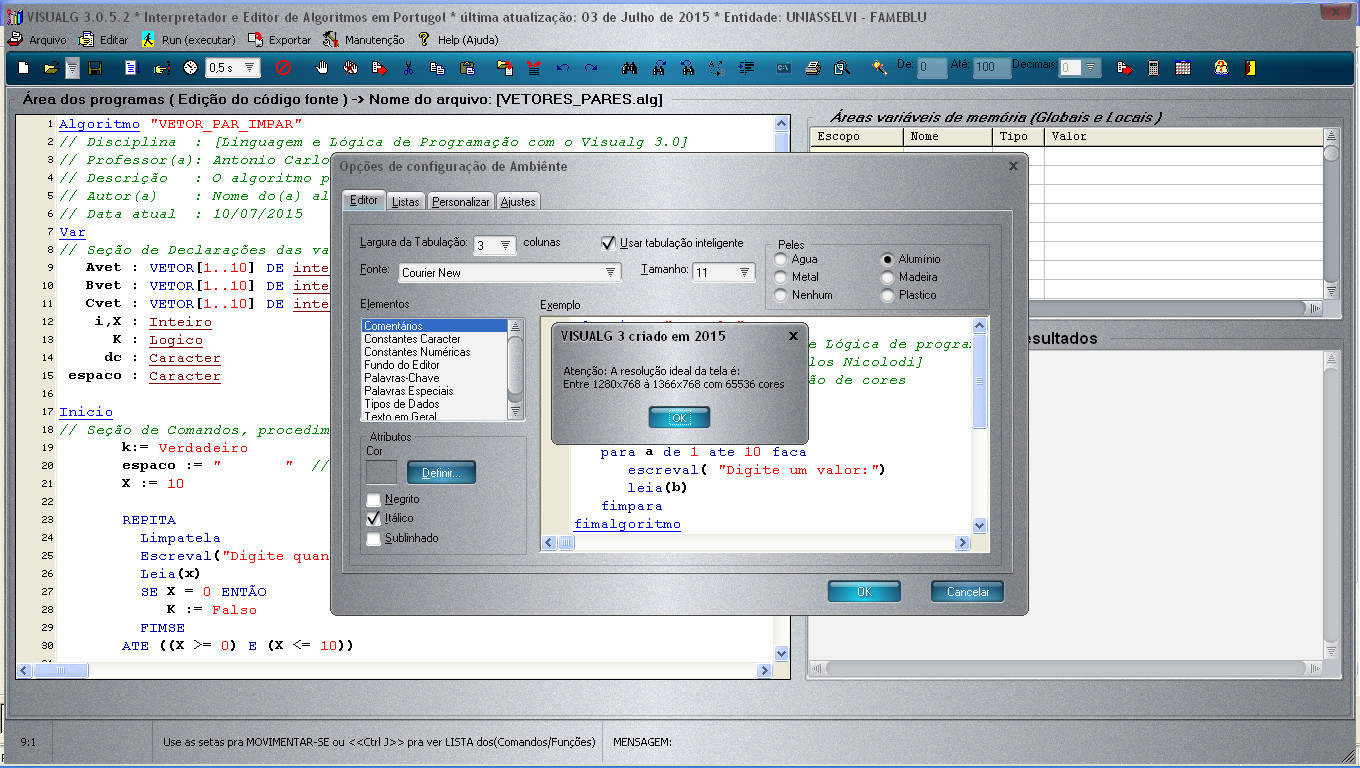 VISUALG 3.0.5.2 * Interpretador e Editor de Algoritmos em Portugol * última atualização: 03 de Julho de 2015 * Entidade: UNIASSELVI - FAMEBLU
Arquivo Editar Run (executar) Exportar Manutenção Help (Ajuda)
0,5 s De: 0 Até: 100 Decimais: 0
Área dos programas ( Edição do código fonte ) -> Nome do arquivo: [VETORES_PARES.alg]
1 Algoritmo "VETOR_PAR_IMPAR"
2 // Disciplina : [Linguagem e Lógica de Programação com o Visualg 3.0]
3 // Professor(a): Antonio Carlo
4 // Descrição : O algoritmo p
5 // Autor(a) : Nome do(a) al
6 // Data atual : 10/07/2015
7 Var
8 // Seção de Declarações das va
9 Avet : VETOR[1..10] DE inte
10 Bvet : VETOR[1..10] DE inte
11 Cvet : VETOR[1..10] DE inte
12 i,X : Inteiro
13 K : Logico
14 dc : Caracter
15 espaco : Caracter
16
17 Inicio
18 // Seção de Comandos, procedim
19 k:= Verdadeiro
20 espaco := " " //
21 X := 10
22
23 REPITA
24 Limpatela
25 Escreval("Digite quan
26 Leia(x)
27 SE X = 0 ENTÃO
28 K := Falso
29 FIMSE
30 ATE ((X >= 0) E (X <= 10))
Áreas variáveis de memória (Globais e Locais )
Escopo Nome Tipo Valor
esultados
Opções de configuração de Ambiênte
Editor Listas Personalizar Ajustes
Largura da Tabulação: 3 colunas
Usar tabulação inteligente
Fonte: Courier New Tamanho: 11
Peles
Agua Alumínio
Metal Madeira
Nenhum Plastico
Elementos
Comentários
Constantes Caracter
Constantes Numéricas
Fundo do Editor
Palavras-Chave
Palavras Especiais
Tipos de Dados
Texto em Geral
Atributos
Cor
Definir...
Negrito
Itálico
Sublinhado
Exemplo
e Lógica de progra
los Nicolodi]
ão de cores
para a de 1 ate 10 faca
escreval( "Digite um valor:")
leia(b)
fimpara
fimalgoritmo
VISUALG 3 criado em 2015
Atenção: A resolução ideal da tela é:
Entre 1280x768 à 1366x768 com 65536 cores
OK
OK Cancelar
9:1 Use as setas pra MOVIMENTAR-SE ou <<Ctrl J>> pra ver LISTA dos(Comandos/Funções) MENSAGEM: